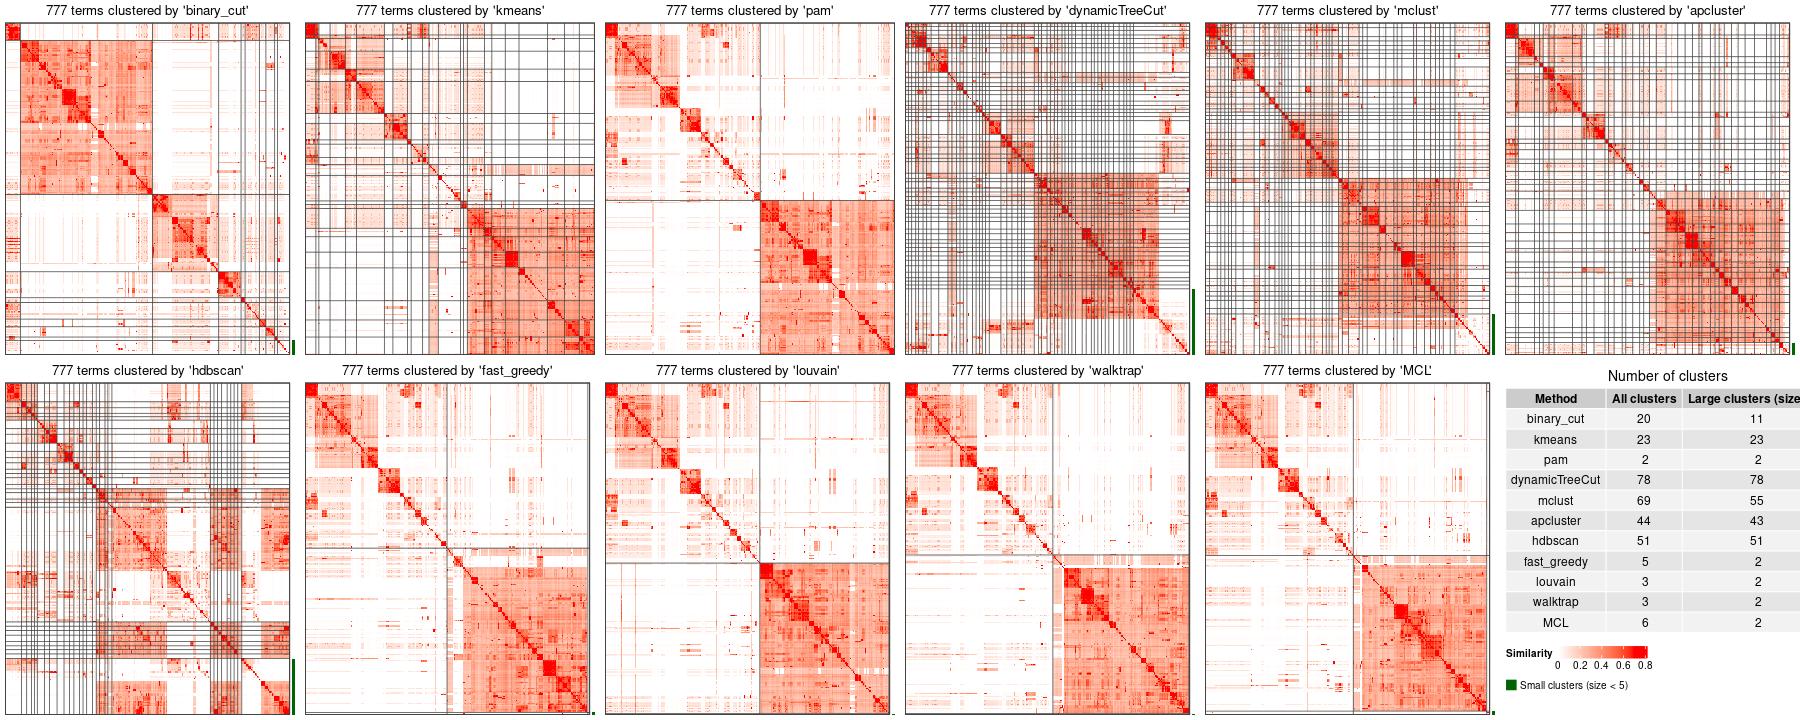 777 terms clustered by 'binary_cut'
777 terms clustered by 'kmeans'
777 terms clustered by 'pam'
777 terms clustered by 'dynamicTreeCut'
777 terms clustered by 'mclust'
777 terms clustered by 'apcluster'
777 terms clustered by 'hdbscan'
777 terms clustered by 'fast_greedy'
777 terms clustered by 'louvain'
777 terms clustered by 'walktrap'
777 terms clustered by 'MCL'
Number of clusters
Method All clusters Large clusters (size
binary_cut 20 11
kmeans 23 23
pam 2 2
dynamicTreeCut 78 78
mclust 69 55
apcluster 44 43
hdbscan 51 51
fast_greedy 5 2
louvain 3 2
walktrap 3 2
MCL 6 2
Similarity
0 0.2 0.4 0.6 0.8
Small clusters (size < 5)